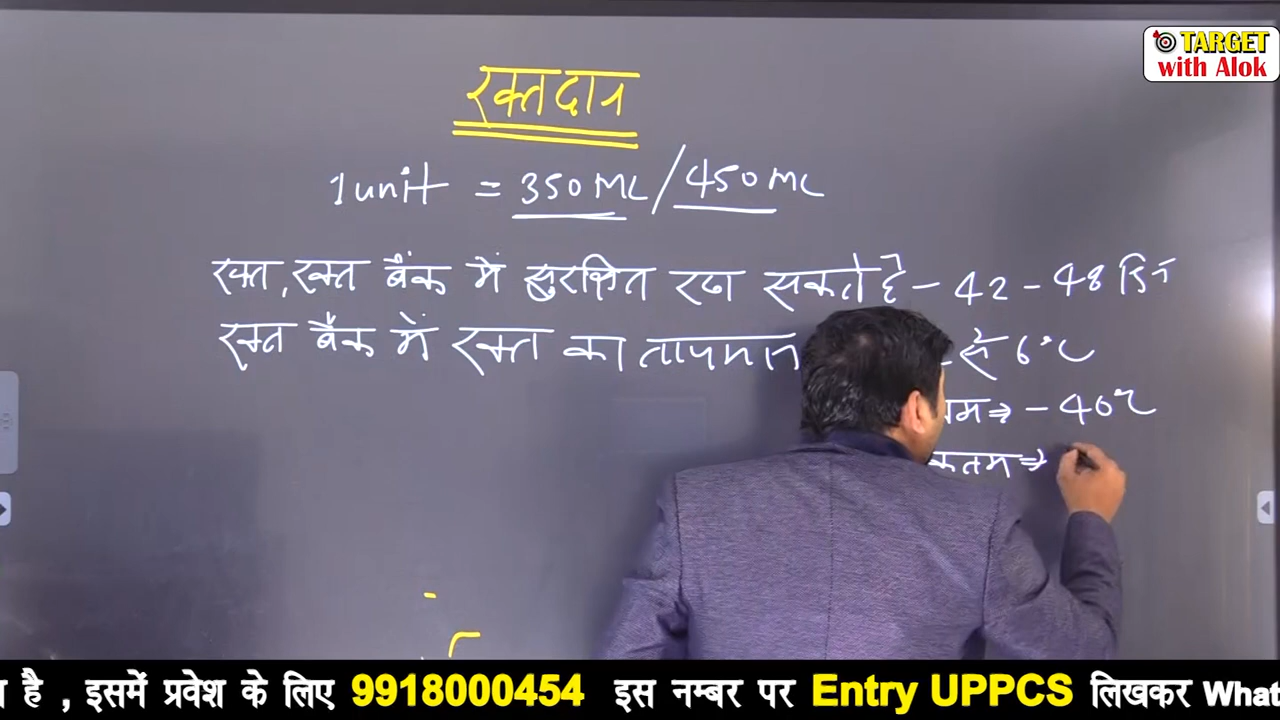 TARGET
with Alok
रक्तदान
1 unit = 350 ML / 450 ML
रक्त, रक्त बैंक में सुरक्षित रखा सकते है - 42 - 48 दिन
रक्त बैंक में रक्त का तापमान से 6°C
⇒ - 40°C
कतम ⇒
है , इसमें प्रवेश के लिए 9918000454 इस नम्बर पर Entry UPPCS लिखकर What